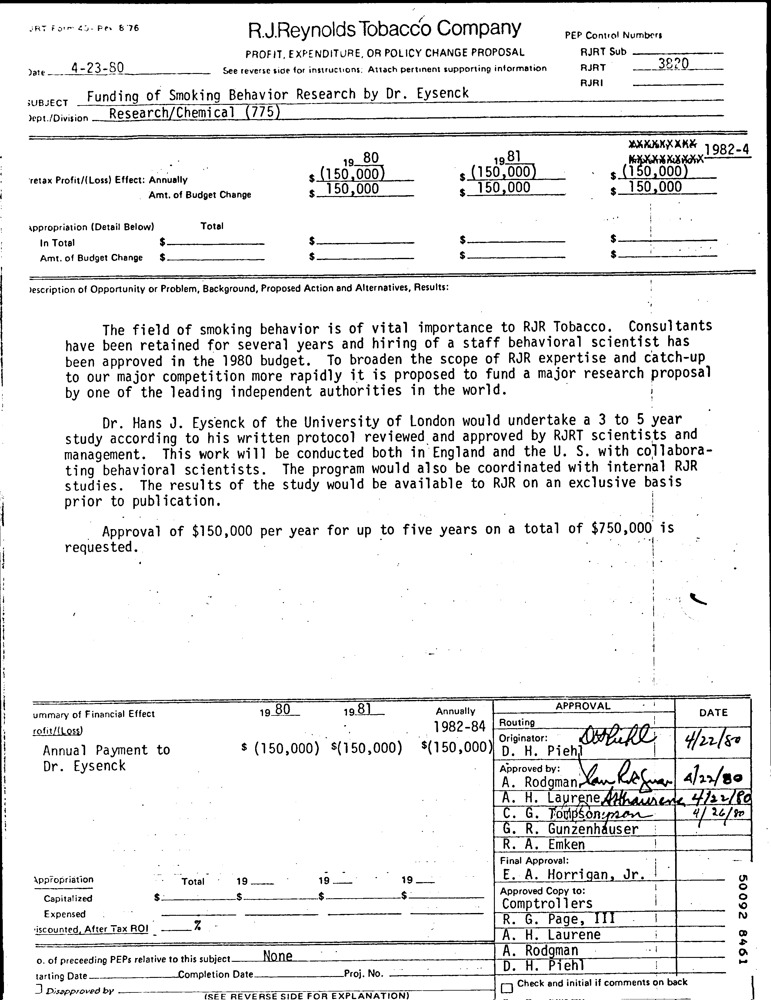 R.J.Reynolds Tobacco Company
PEP Control Numbers
PROFIT, EXPENDITURE, OR POLICY CHANGE PROPOSAL
RJRT Sub
Date 4-23-80
See reverse side for instructions; Attach pertinent supporting information
RJRT 3820
RJRI
SUBJECT Funding of Smoking Behavior Research by Dr. Eysenck
Dept./Division Research/Chemical (775)
19 80 19 81 1982-4
retax Profit/(Loss) Effect: Annually $ (150,000) $ (150,000) $ (150,000)
Amt. of Budget Change $ 150,000 $ 150,000 $ 150,000
Appropriation (Detail Below) Total
In Total $ $ $ $
Amt. of Budget Change $ $ $ $
Description of Opportunity or Problem, Background, Proposed Action and Alternatives, Results:
The field of smoking behavior is of vital importance to RJR Tobacco. Consultants
have been retained for several years and hiring of a staff behavioral scientist has
been approved in the 1980 budget. To broaden the scope of RJR expertise and catch-up
to our major competition more rapidly it is proposed to fund a major research proposal
by one of the leading independent authorities in the world.
Dr. Hans J. Eysenck of the University of London would undertake a 3 to 5 year
study according to his written protocol reviewed and approved by RJRT scientists and
management. This work will be conducted both in England and the U. S. with collabora-
ting behavioral scientists. The program would also be coordinated with internal RJR
studies. The results of the study would be available to RJR on an exclusive basis
prior to publication.
Approval of $150,000 per year for up to five years on a total of $750,000 is
requested.
ummary of Financial Effect 19 80 19 81 Annually
rofit/(Loss) 1982-84
Annual Payment to $ (150,000) $(150,000) $(150,000)
Dr. Eysenck
APPROVAL DATE
Routing
Originator:
D. H. Piehl 4/22/80
Approved by:
A. Rodgman 4/22/80
A. H. Laurene 4/22/80
C. G. Tompson 4/26/80
G. R. Gunzenhauser
R. A. Emken
Final Approval:
E. A. Horrigan, Jr.
Approved Copy to:
Comptrollers
R. G. Page, III
A. H. Laurene
A. Rodgman
D. H. Piehl
Check and initial if comments on back
Appropriation Total 19 19 19
Capitalized $ $ $ $
Expensed
iscounted, After Tax ROI %
o. of preceeding PEPs relative to this subject None
tarting Date Completion Date Proj. No.
Disapproved by
(SEE REVERSE SIDE FOR EXPLANATION)
50092 8461